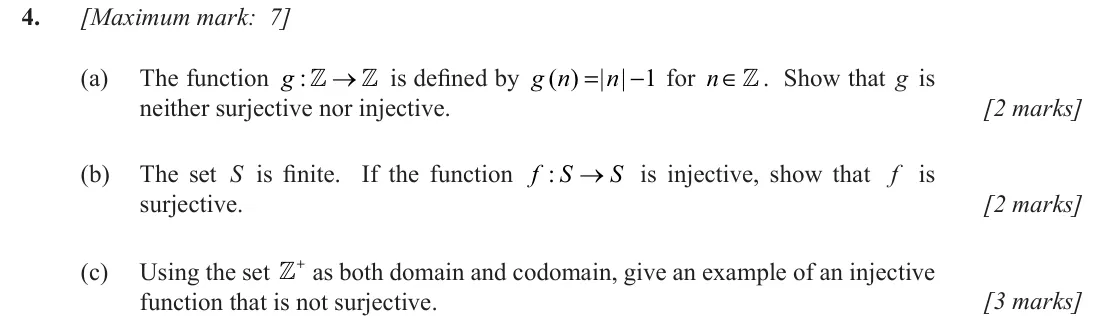 4. [Maximum mark: 7]
(a) The function g : ℤ → ℤ is defined by g(n) = |n| − 1 for n ∈ ℤ. Show that g is
neither surjective nor injective. [2 marks]
(b) The set S is finite. If the function f : S → S is injective, show that f is
surjective. [2 marks]
(c) Using the set ℤ⁺ as both domain and codomain, give an example of an injective
function that is not surjective. [3 marks]